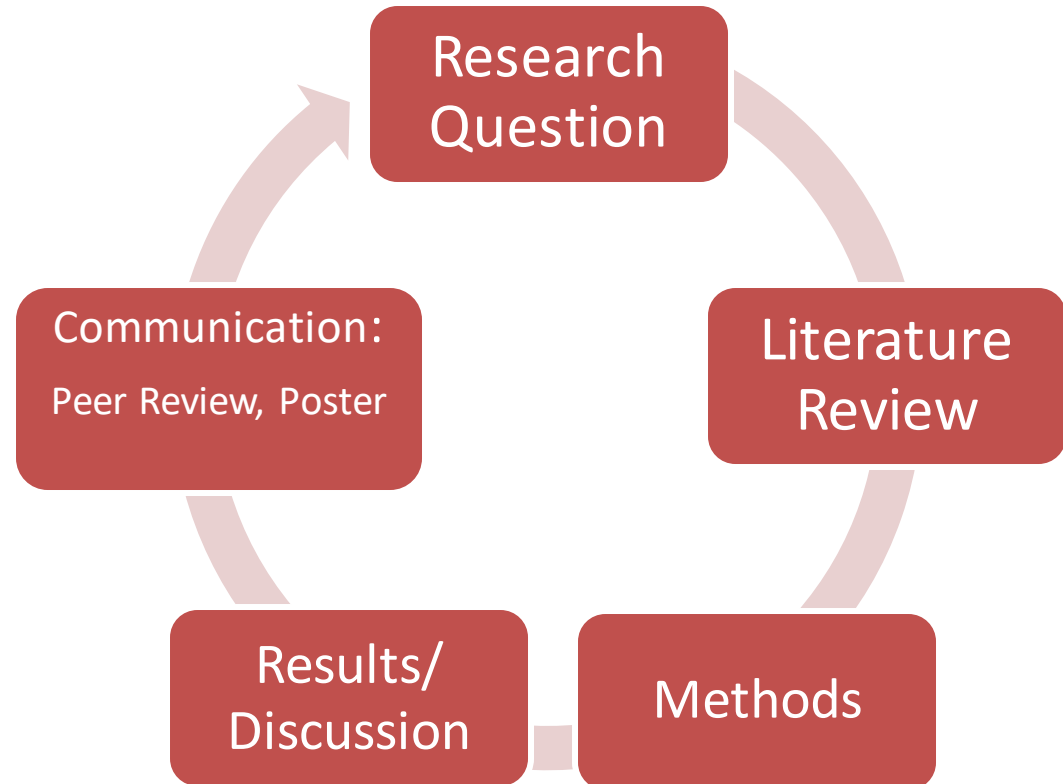 Research
Question
Literature
Review
Methods
Results/
Discussion
Communication:
Peer Review, Poster